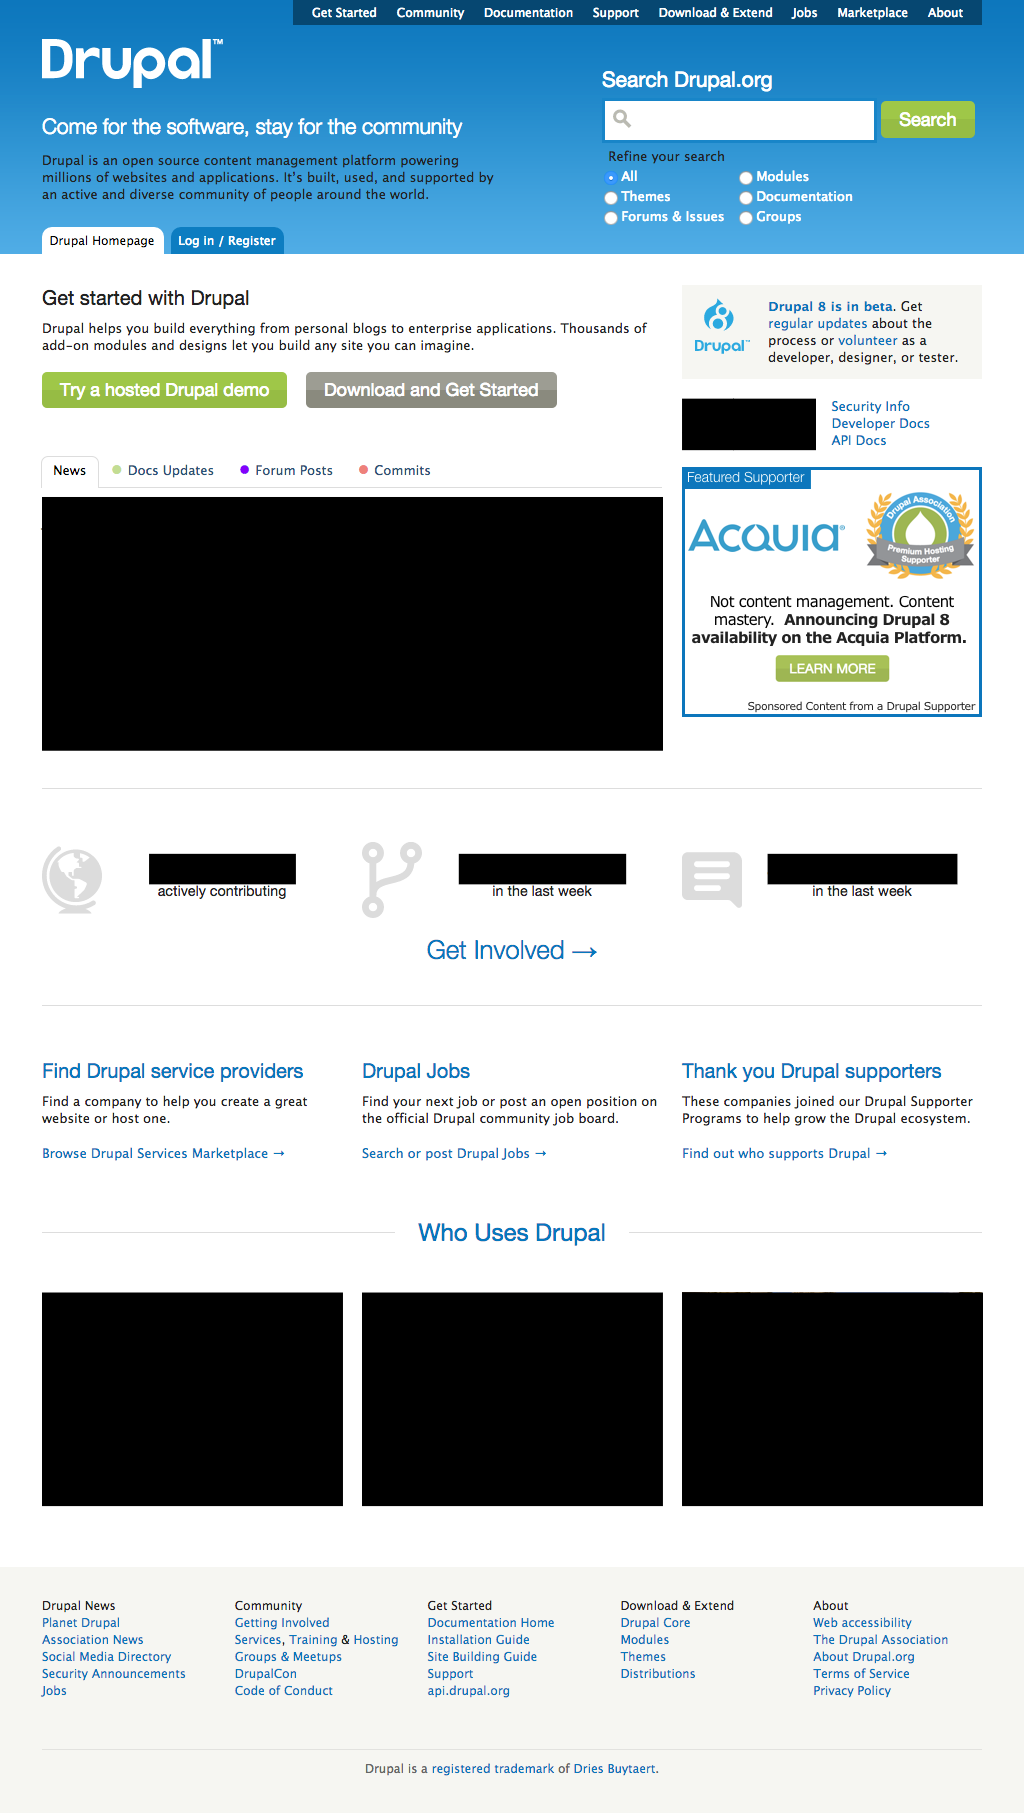 Get Started Community Documentation Support Download & Extend Jobs Marketplace About
Drupal™
Come for the software, stay for the community
Drupal is an open source content management platform powering
millions of websites and applications. It’s built, used, and supported by
an active and diverse community of people around the world.
Search Drupal.org
Search
Refine your search
All Modules
Themes Documentation
Forums & Issues Groups
Drupal Homepage Log in / Register
Get started with Drupal
Drupal helps you build everything from personal blogs to enterprise applications. Thousands of
add-on modules and designs let you build any site you can imagine.
Try a hosted Drupal demo Download and Get Started
Drupal™
Drupal 8 is in beta. Get
regular updates about the
process or volunteer as a
developer, designer, or tester.
Security Info
Developer Docs
API Docs
News Docs Updates Forum Posts Commits
Featured Supporter
Acquia®
Drupal Association
Premium Hosting
Supporter
Not content management. Content
mastery. Announcing Drupal 8
availability on the Acquia Platform.
LEARN MORE
Sponsored Content from a Drupal Supporter
actively contributing
in the last week
in the last week
Get Involved →
Find Drupal service providers
Find a company to help you create a great
website or host one.
Browse Drupal Services Marketplace →
Drupal Jobs
Find your next job or post an open position on
the official Drupal community job board.
Search or post Drupal Jobs →
Thank you Drupal supporters
These companies joined our Drupal Supporter
Programs to help grow the Drupal ecosystem.
Find out who supports Drupal →
Who Uses Drupal
Drupal News
Planet Drupal
Association News
Social Media Directory
Security Announcements
Jobs
Community
Getting Involved
Services, Training & Hosting
Groups & Meetups
DrupalCon
Code of Conduct
Get Started
Documentation Home
Installation Guide
Site Building Guide
Support
api.drupal.org
Download & Extend
Drupal Core
Modules
Themes
Distributions
About
Web accessibility
The Drupal Association
About Drupal.org
Terms of Service
Privacy Policy
Drupal is a registered trademark of Dries Buytaert.